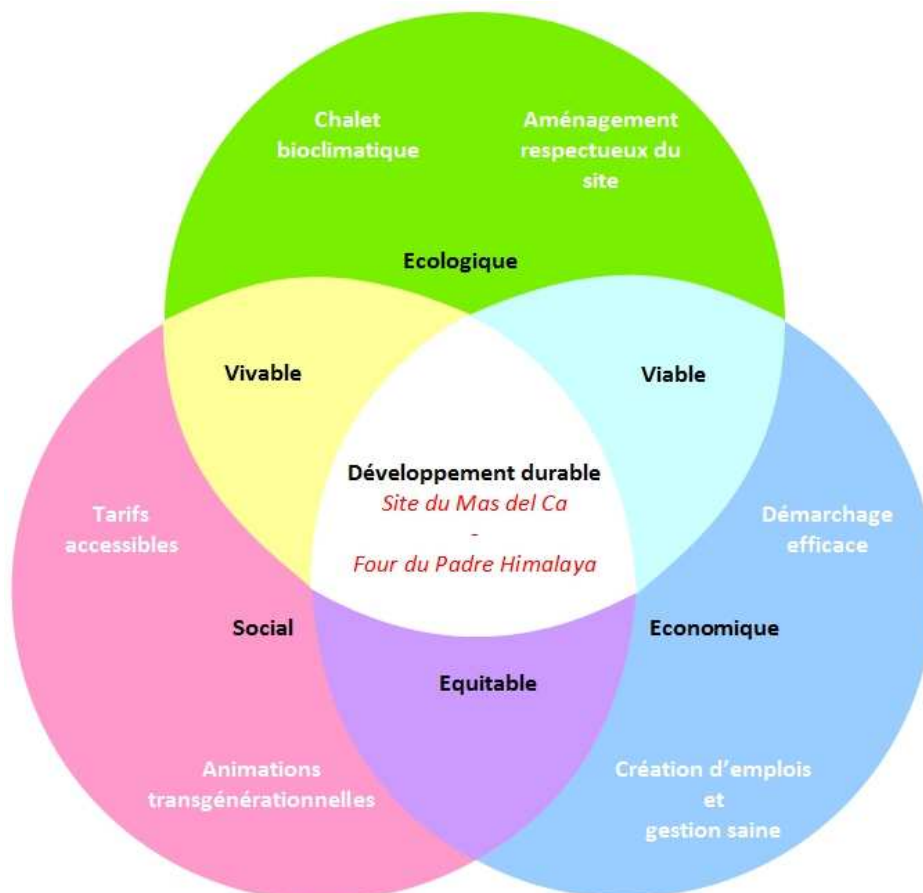 Chalet
bioclimatique
Aménagement
respectueux du
site
Ecologique
Vivable
Viable
Développement durable
Site du Mas del Ca
-
Four du Padre Himalaya
Tarifs
accessibles
Démarchage
efficace
Social
Economique
Equitable
Animations
transgénérationnelles
Création d'emplois
et
gestion saine